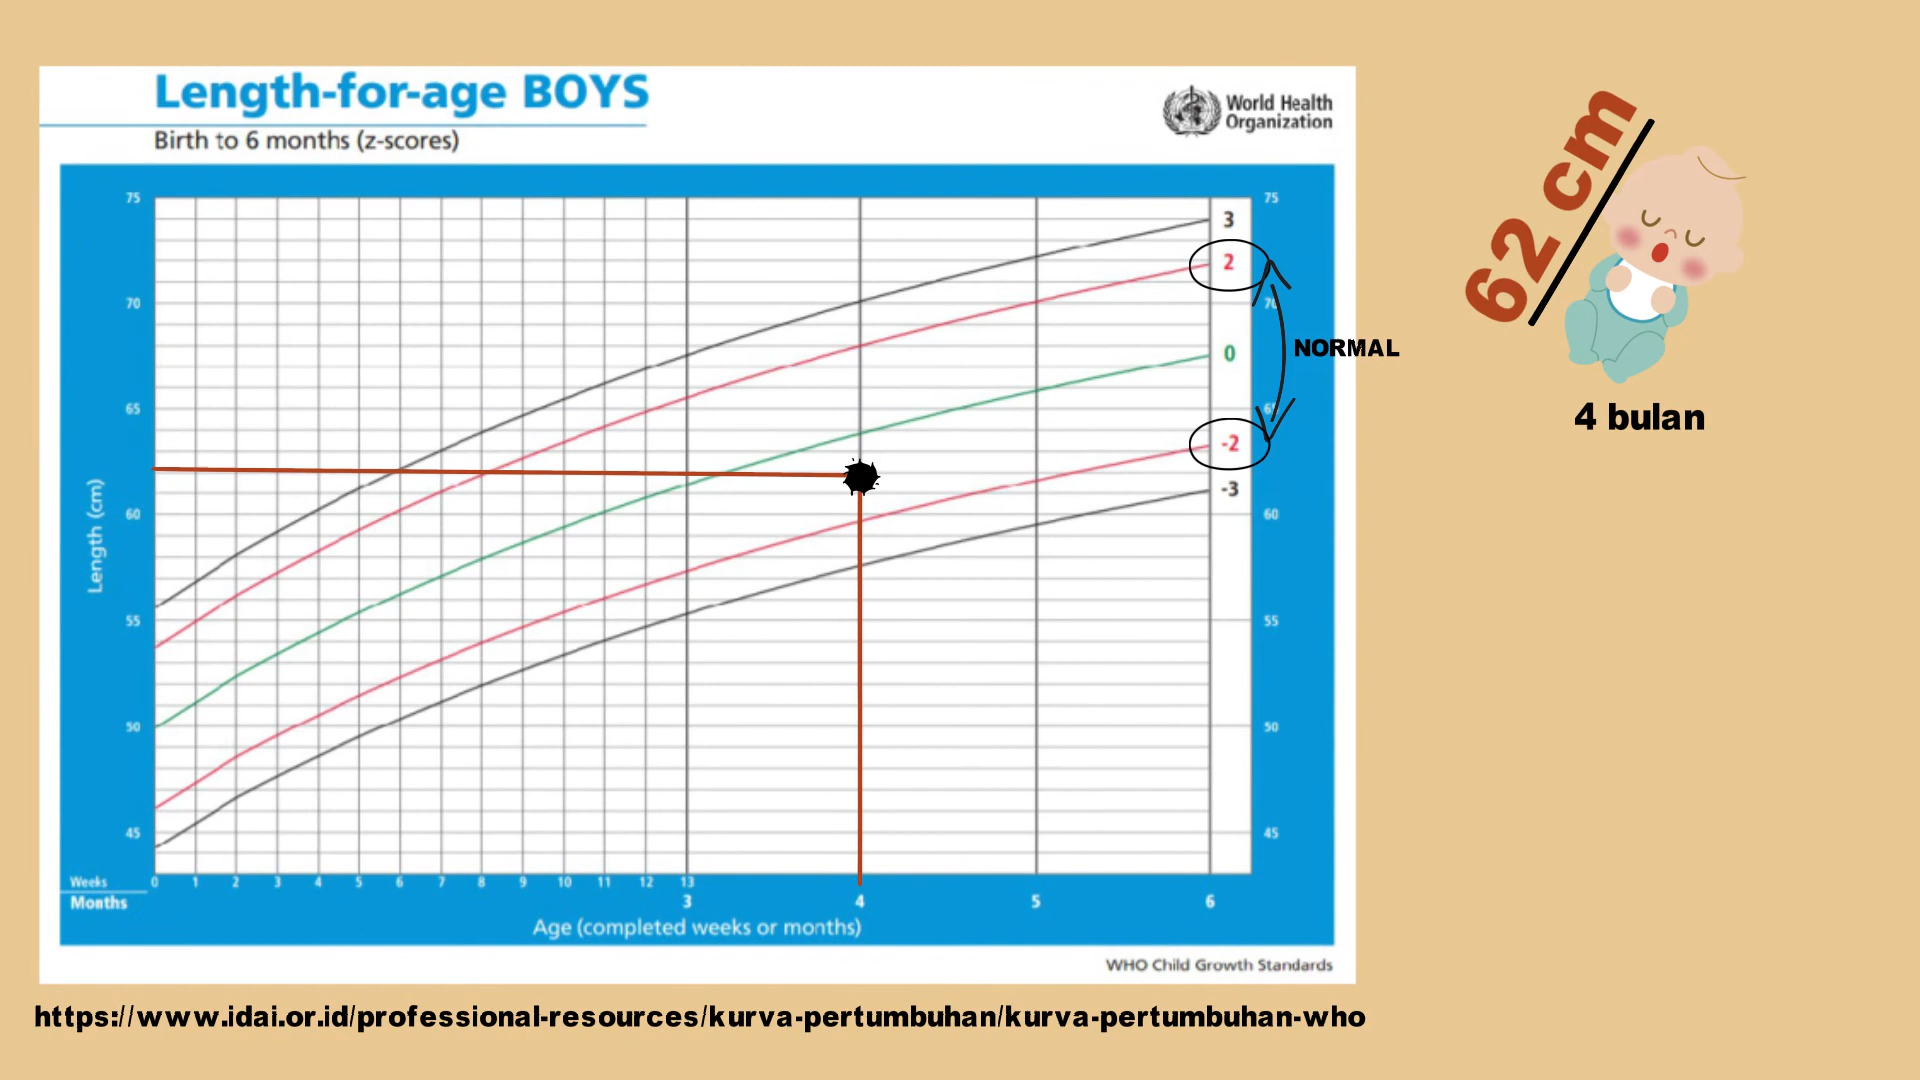 Length-for-age BOYS
Birth to 6 months (z-scores)
World Health
Organization
62 cm
4 bulan
75
70
65
60
55
50
45
Length (cm)
3
2
0
-2
-3
75
70
60
55
50
45
NORMAL
Weeks 0 1 2 3 4 5 6 7 8 9 10 11 12 13
Months 3 4 5 6
Age (completed weeks or months)
WHO Child Growth Standards
https://www.idai.or.id/professional-resources/kurva-pertumbuhan/kurva-pertumbuhan-who